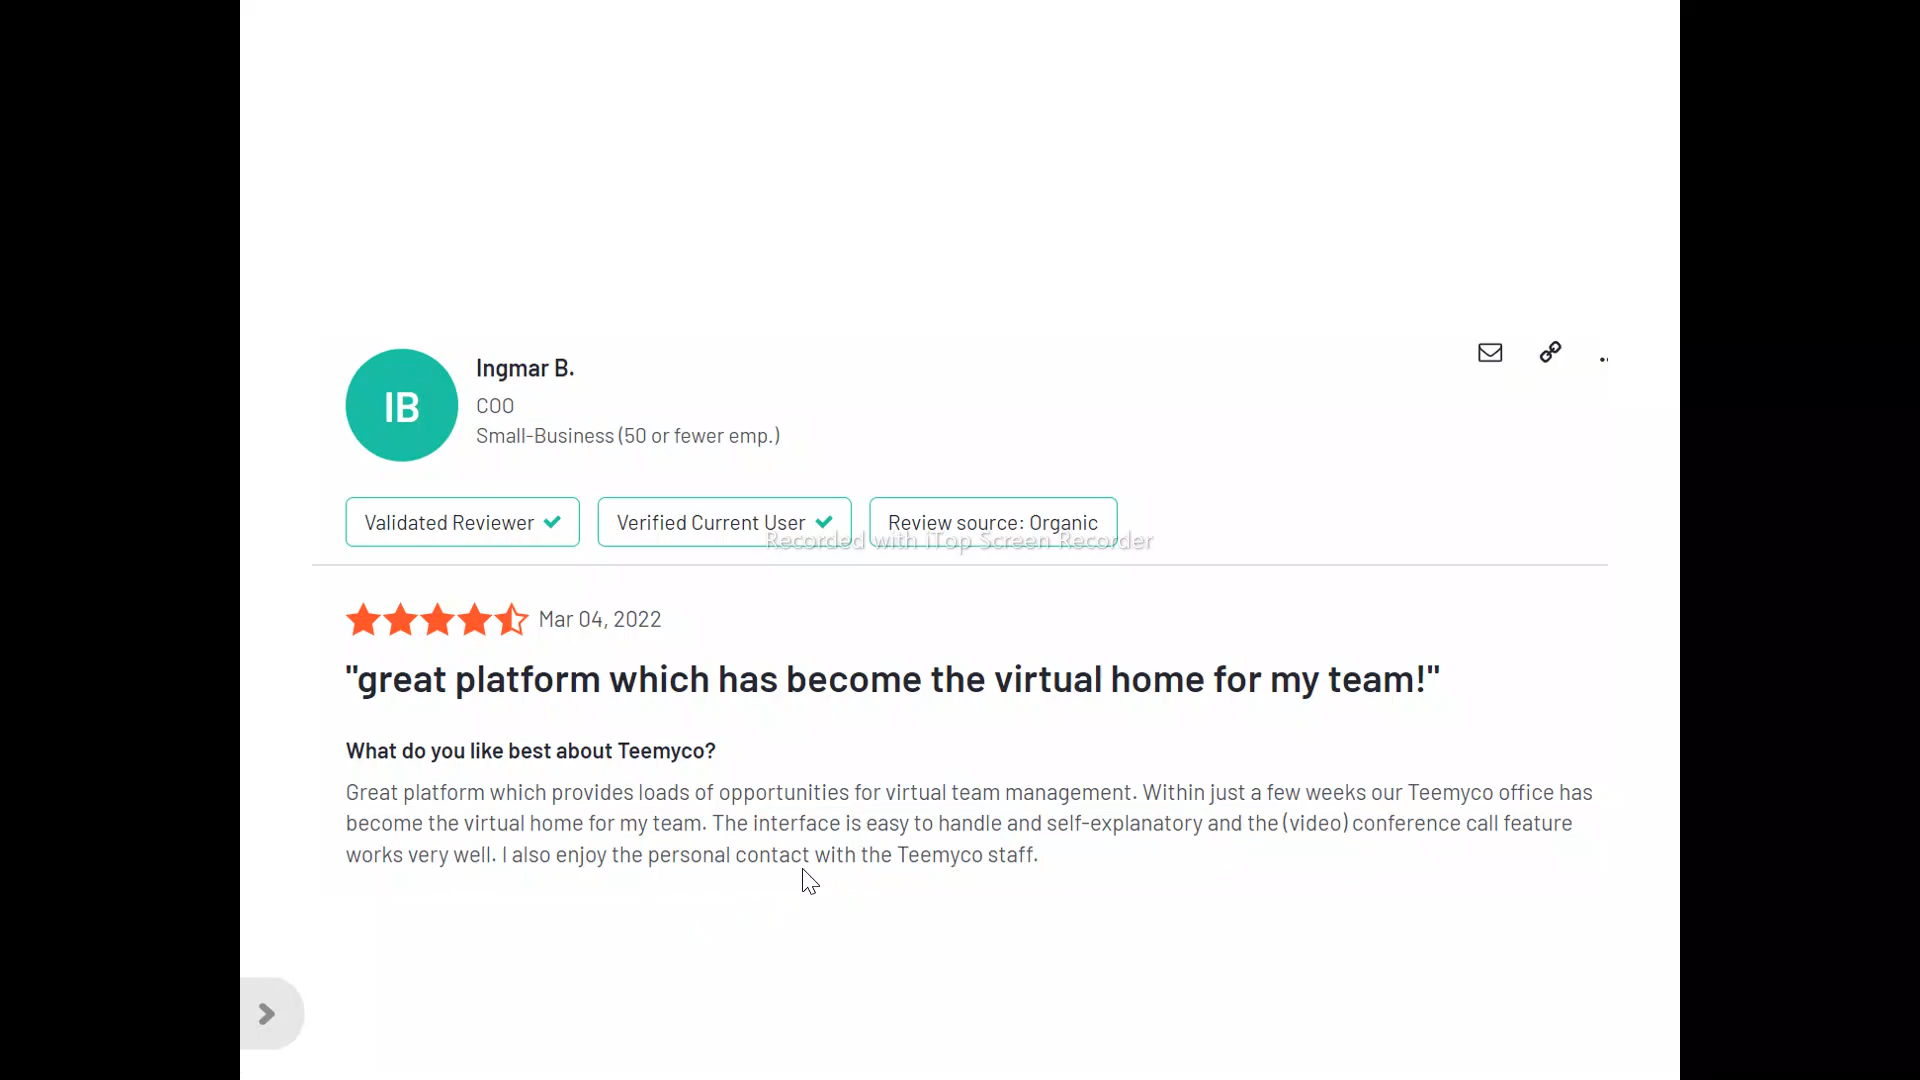 Ingmar B.
IB
COO
Small-Business (50 or fewer emp.)
Validated Reviewer
Verified Current User
Review source: Organic
Recorded with iTop Screen Recorder
Mar 04, 2022
"great platform which has become the virtual home for my team!"
What do you like best about Teemyco?
Great platform which provides loads of opportunities for virtual team management. Within just a few weeks our Teemyco office has
become the virtual home for my team. The interface is easy to handle and self-explanatory and the (video) conference call feature
works very well. I also enjoy the personal contact with the Teemyco staff.